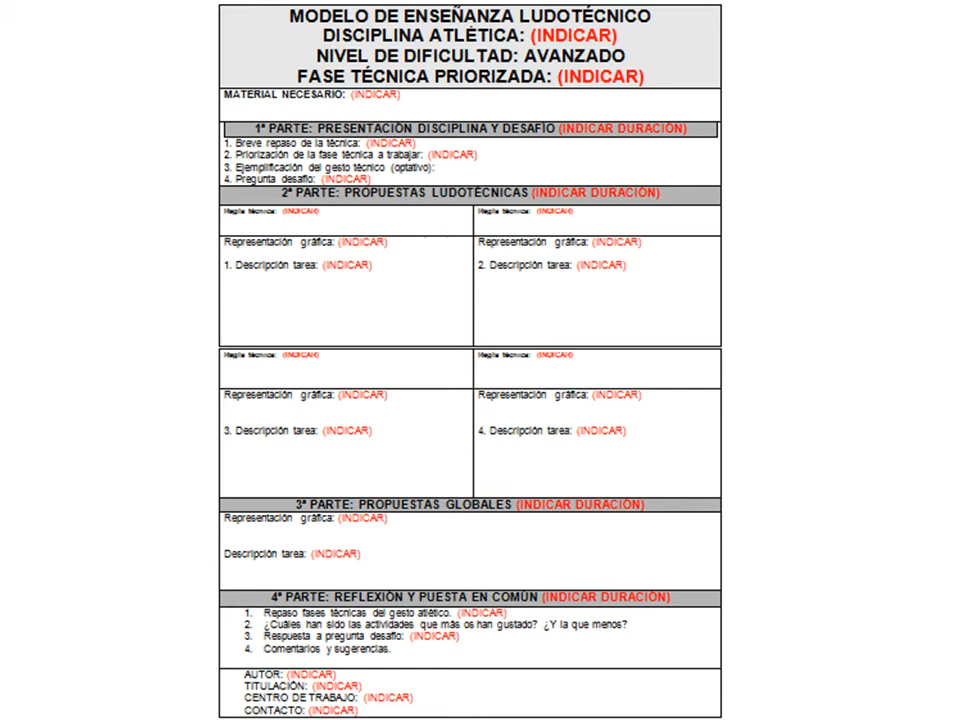 MODELO DE ENSEÑANZA LUDOTÉCNICO
DISCIPLINA ATLÉTICA: (INDICAR)
NIVEL DE DIFICULTAD: AVANZADO
FASE TÉCNICA PRIORIZADA: (INDICAR)
MATERIAL NECESARIO: (INDICAR)
1ª PARTE: PRESENTACIÓN DISCIPLINA Y DESAFÍO (INDICAR DURACIÓN)
1. Breve repaso de la técnica: (INDICAR)
2. Priorización de la fase técnica a trabajar: (INDICAR)
3. Ejemplificación del gesto técnico (optativo):
4. Pregunta desafío: (INDICAR)
2ª PARTE: PROPUESTAS LUDOTÉCNICAS (INDICAR DURACIÓN)
Regla técnica: (INDICAR)
Regla técnica: (INDICAR)
Representación gráfica: (INDICAR)
Representación gráfica: (INDICAR)
1. Descripción tarea: (INDICAR)
2. Descripción tarea: (INDICAR)
Regla técnica: (INDICAR)
Regla técnica: (INDICAR)
Representación gráfica: (INDICAR)
Representación gráfica: (INDICAR)
3. Descripción tarea: (INDICAR)
4. Descripción tarea: (INDICAR)
3ª PARTE: PROPUESTAS GLOBALES (INDICAR DURACIÓN)
Representación gráfica: (INDICAR)
Descripción tarea: (INDICAR)
4ª PARTE: REFLEXIÓN Y PUESTA EN COMÚN (INDICAR DURACIÓN)
1. Repaso fases técnicas del gesto atlético. (INDICAR)
2. ¿Cuáles han sido las actividades que más os han gustado? ¿Y la que menos?
3. Respuesta a pregunta desafío: (INDICAR)
4. Comentarios y sugerencias.
AUTOR: (INDICAR)
TITULACIÓN: (INDICAR)
CENTRO DE TRABAJO: (INDICAR)
CONTACTO: (INDICAR)